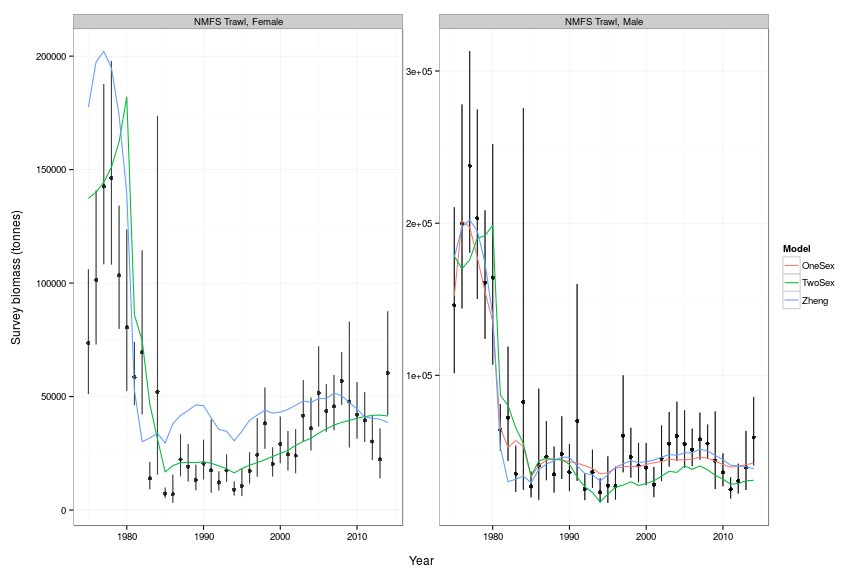 NMFS Trawl, Female
NMFS Trawl, Male
Survey biomass (tonnes)
200000
150000
100000
50000
0
3e+05
2e+05
1e+05
1980 1990 2000 2010
1980 1990 2000 2010
Year
Model
OneSex
TwoSex
Zheng